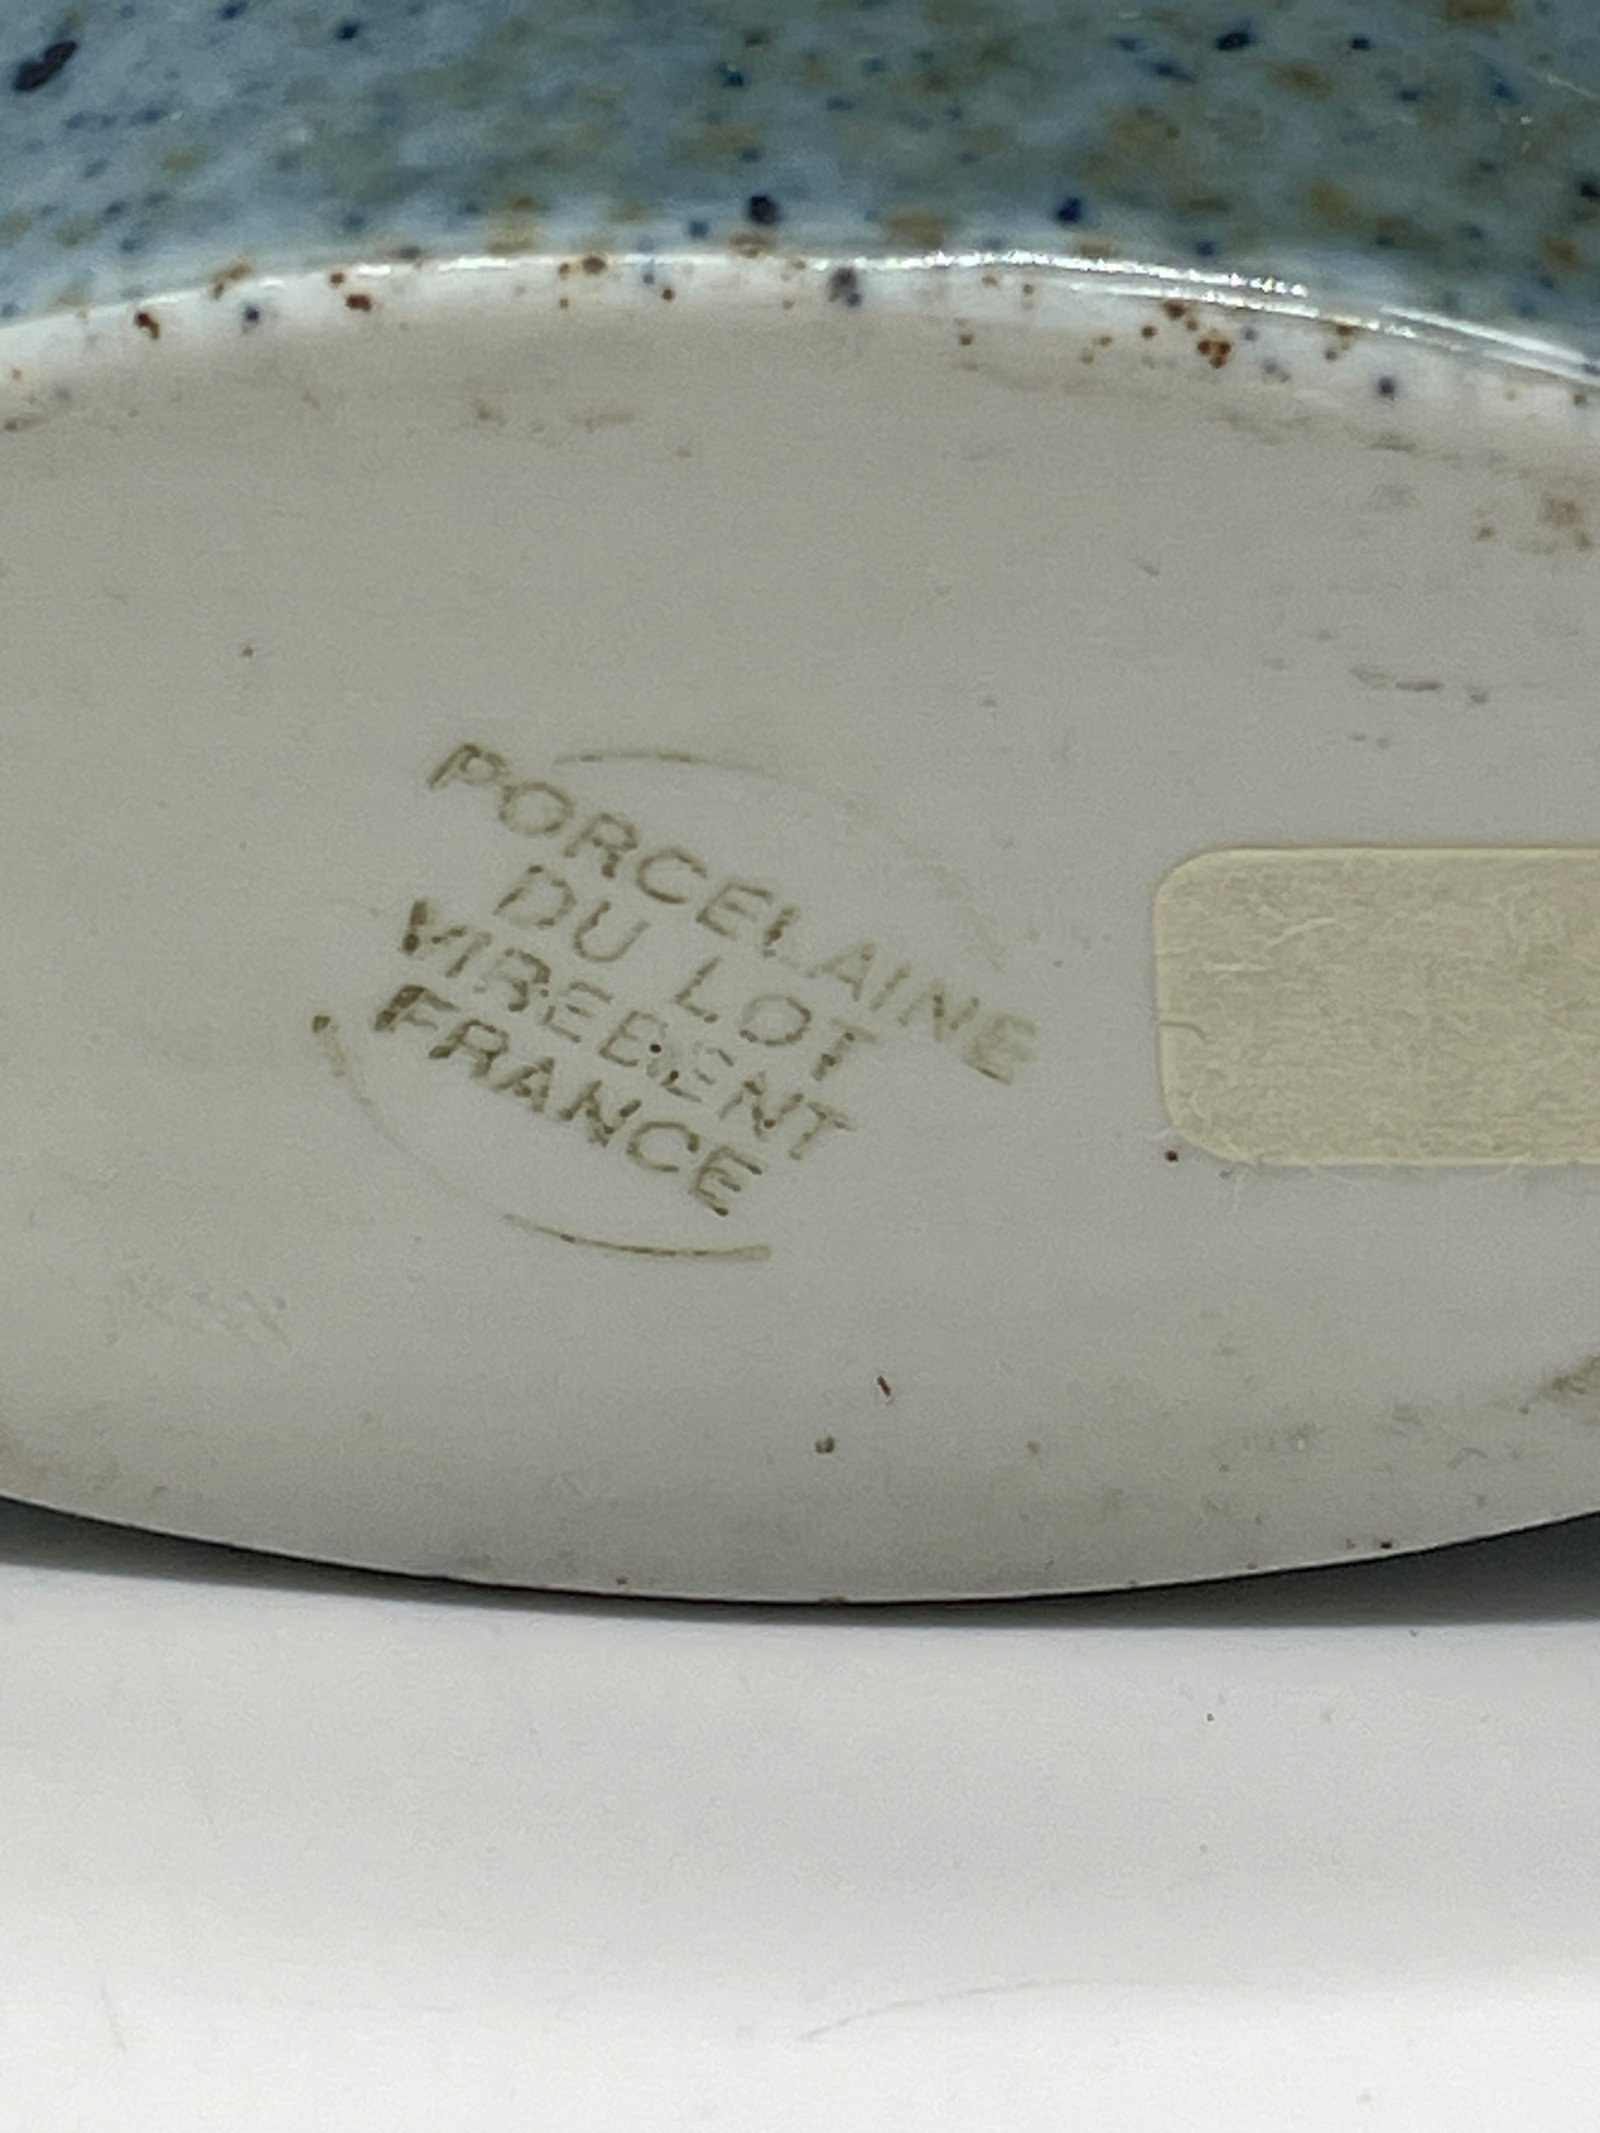 PORCELAINE
DU LOT
VIREBENT
FRANCE